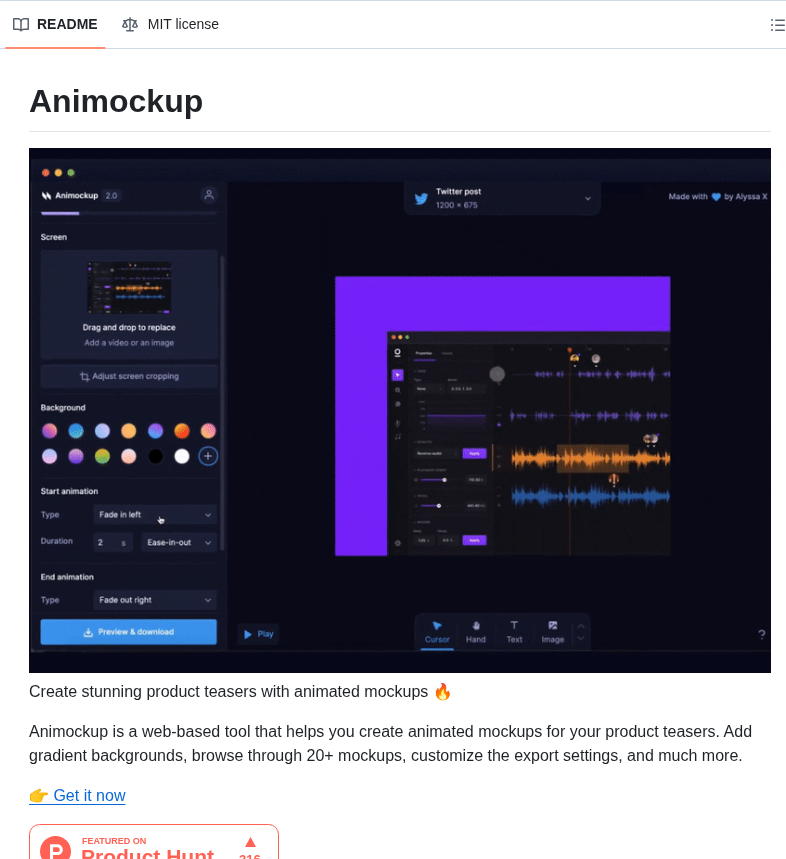 README
MIT license
Animockup
Animockup 2.0
Twitter post
1200 × 675
Made with 💙 by Alyssa X
Screen
Drag and drop to replace
Add a video or an image
Adjust screen cropping
Background
Start animation
Type Fade in left
Duration 2 s Ease-in-out
End animation
Type Fade out right
Preview & download
Play
Cursor
Hand
Text
Image
?
Properties
Apply
Apply
Create stunning product teasers with animated mockups 🔥
Animockup is a web-based tool that helps you create animated mockups for your product teasers. Add
gradient backgrounds, browse through 20+ mockups, customize the export settings, and much more.
👉 Get it now
FEATURED ON
Product Hunt
316